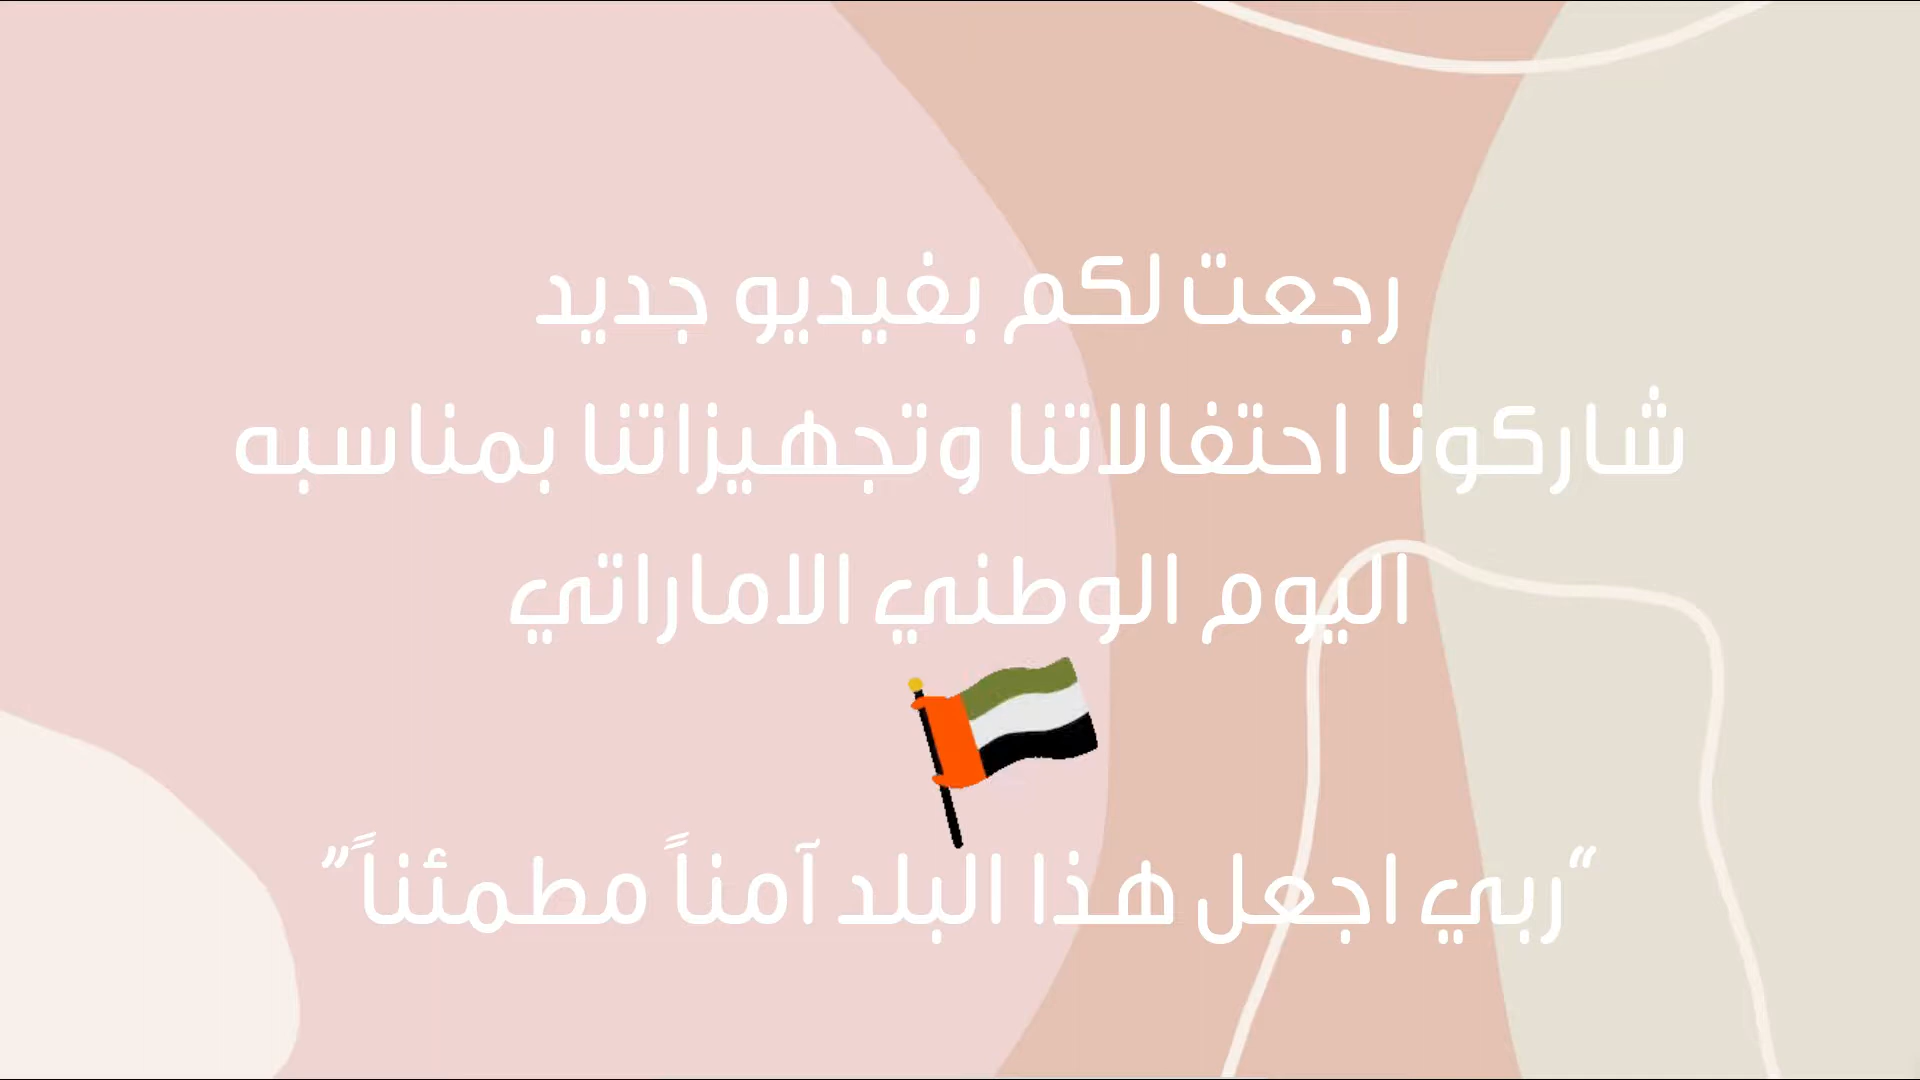 رجعت لكم بفيديو جديد
شاركونا احتفالاتنا وتجهيزاتنا بمناسبه
اليوم الوطني الاماراتي
“ربي اجعل هذا البلد آمناً مطمئناً”